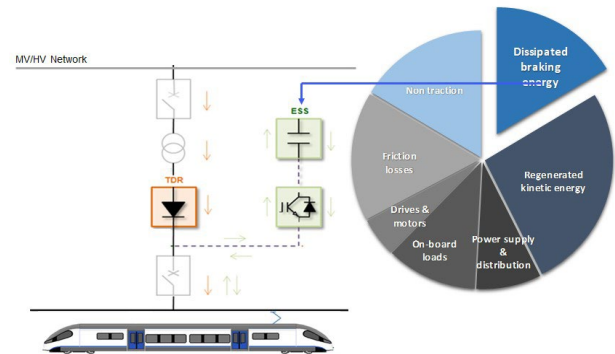 MV/HV Network
TDR
ESS
Dissipated
braking
energy
Non traction
Friction
losses
Regenerated
kinetic energy
Drives &
motors
On-board
loads
Power supply
&
distribution